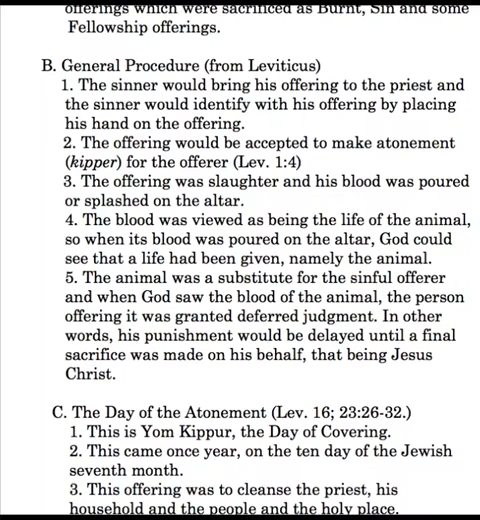 offerings which were sacrificed as Burnt, Sin and some
Fellowship offerings.
B. General Procedure (from Leviticus)
1. The sinner would bring his offering to the priest and
the sinner would identify with his offering by placing
his hand on the offering.
2. The offering would be accepted to make atonement
(kipper) for the offerer (Lev. 1:4)
3. The offering was slaughter and his blood was poured
or splashed on the altar.
4. The blood was viewed as being the life of the animal,
so when its blood was poured on the altar, God could
see that a life had been given, namely the animal.
5. The animal was a substitute for the sinful offerer
and when God saw the blood of the animal, the person
offering it was granted deferred judgment. In other
words, his punishment would be delayed until a final
sacrifice was made on his behalf, that being Jesus
Christ.
C. The Day of the Atonement (Lev. 16; 23:26-32.)
1. This is Yom Kippur, the Day of Covering.
2. This came once year, on the ten day of the Jewish
seventh month.
3. This offering was to cleanse the priest, his
household and the people and the holy place.